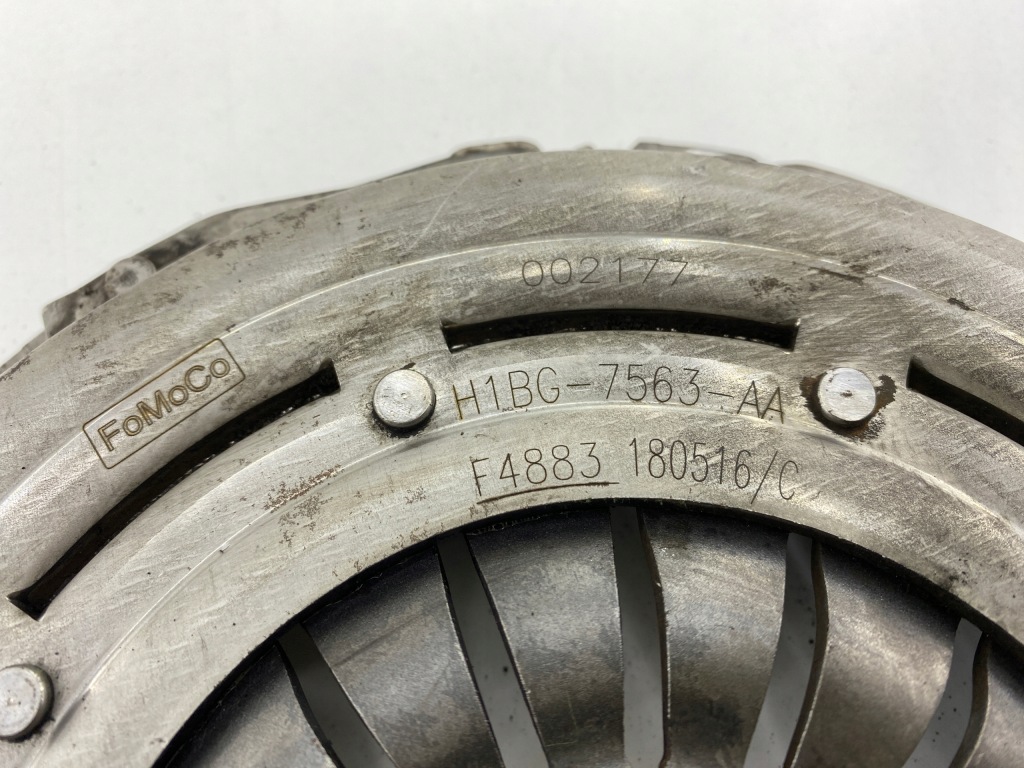 002177
FoMoCo
H1BG-7563-AA
F4883 180516/C